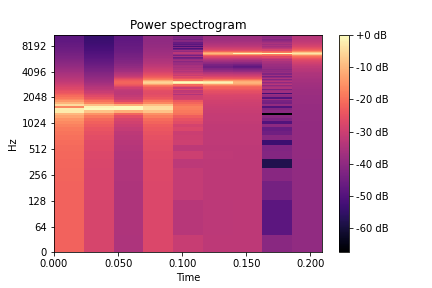 Power spectrogram
8192
4096
2048
1024
512
256
128
64
0
Hz
0.000 0.050 0.100 0.150 0.200
Time
+0 dB
-10 dB
-20 dB
-30 dB
-40 dB
-50 dB
-60 dB